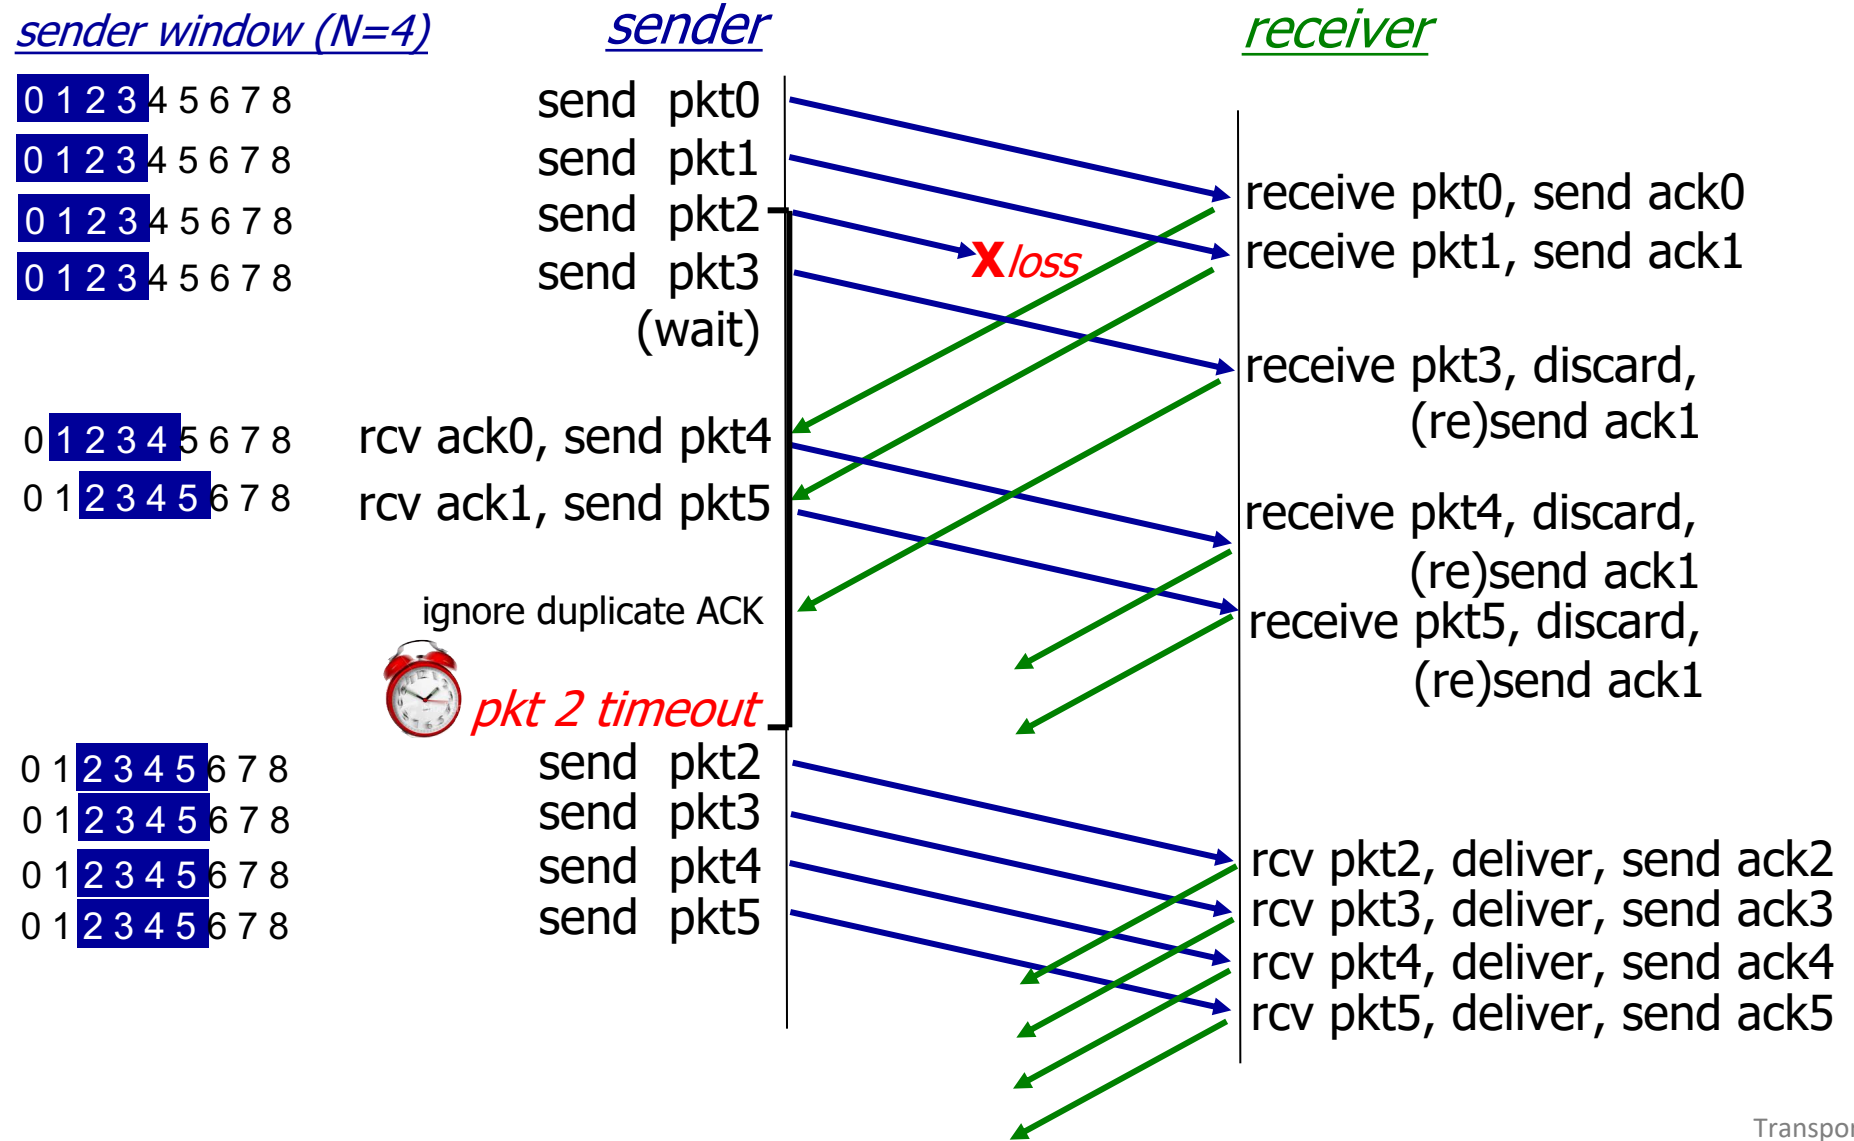 sender window (N=4) sender receiver
0 1 2 3 4 5 6 7 8 send pkt0
0 1 2 3 4 5 6 7 8 send pkt1
receive pkt0, send ack0
0 1 2 3 4 5 6 7 8 send pkt2
receive pkt1, send ack1
X loss
0 1 2 3 4 5 6 7 8 send pkt3
(wait)
receive pkt3, discard,
(re)send ack1
0 1 2 3 4 5 6 7 8 rcv ack0, send pkt4
0 1 2 3 4 5 6 7 8 rcv ack1, send pkt5
receive pkt4, discard,
(re)send ack1
ignore duplicate ACK
receive pkt5, discard,
(re)send ack1
pkt 2 timeout
0 1 2 3 4 5 6 7 8 send pkt2
0 1 2 3 4 5 6 7 8 send pkt3
0 1 2 3 4 5 6 7 8 send pkt4
rcv pkt2, deliver, send ack2
0 1 2 3 4 5 6 7 8 send pkt5
rcv pkt3, deliver, send ack3
rcv pkt4, deliver, send ack4
rcv pkt5, deliver, send ack5
Transpor